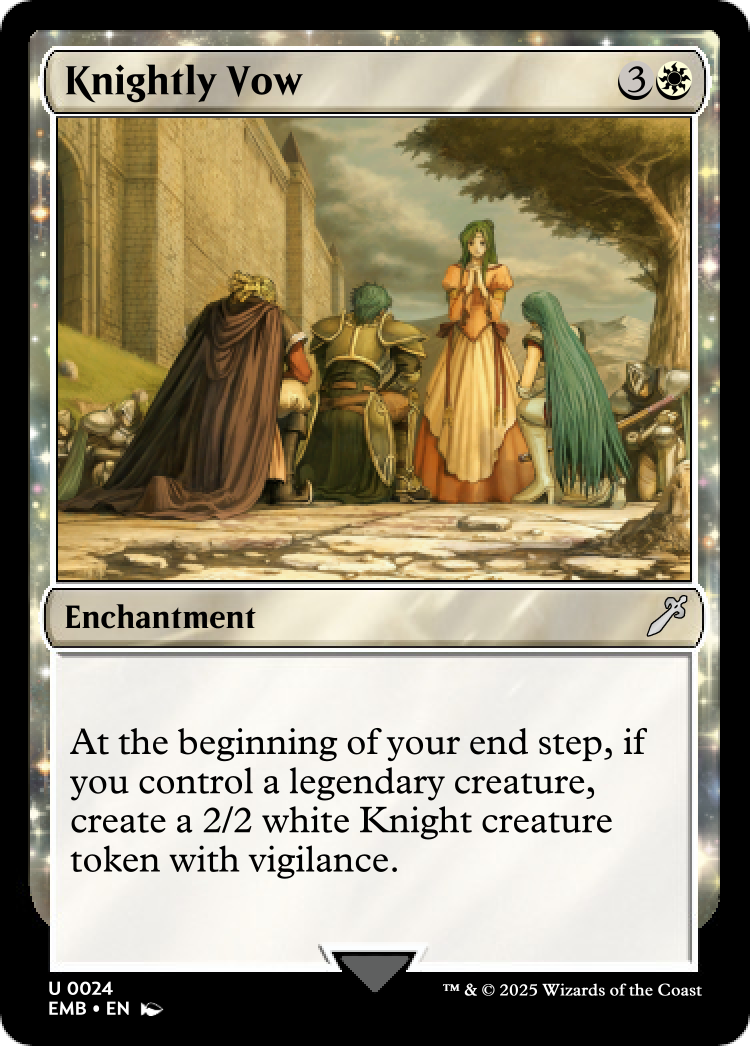 Knightly Vow 3
Enchantment
At the beginning of your end step, if
you control a legendary creature,
create a 2/2 white Knight creature
token with vigilance.
U 0024
EMB • EN
™ & © 2025 Wizards of the Coast